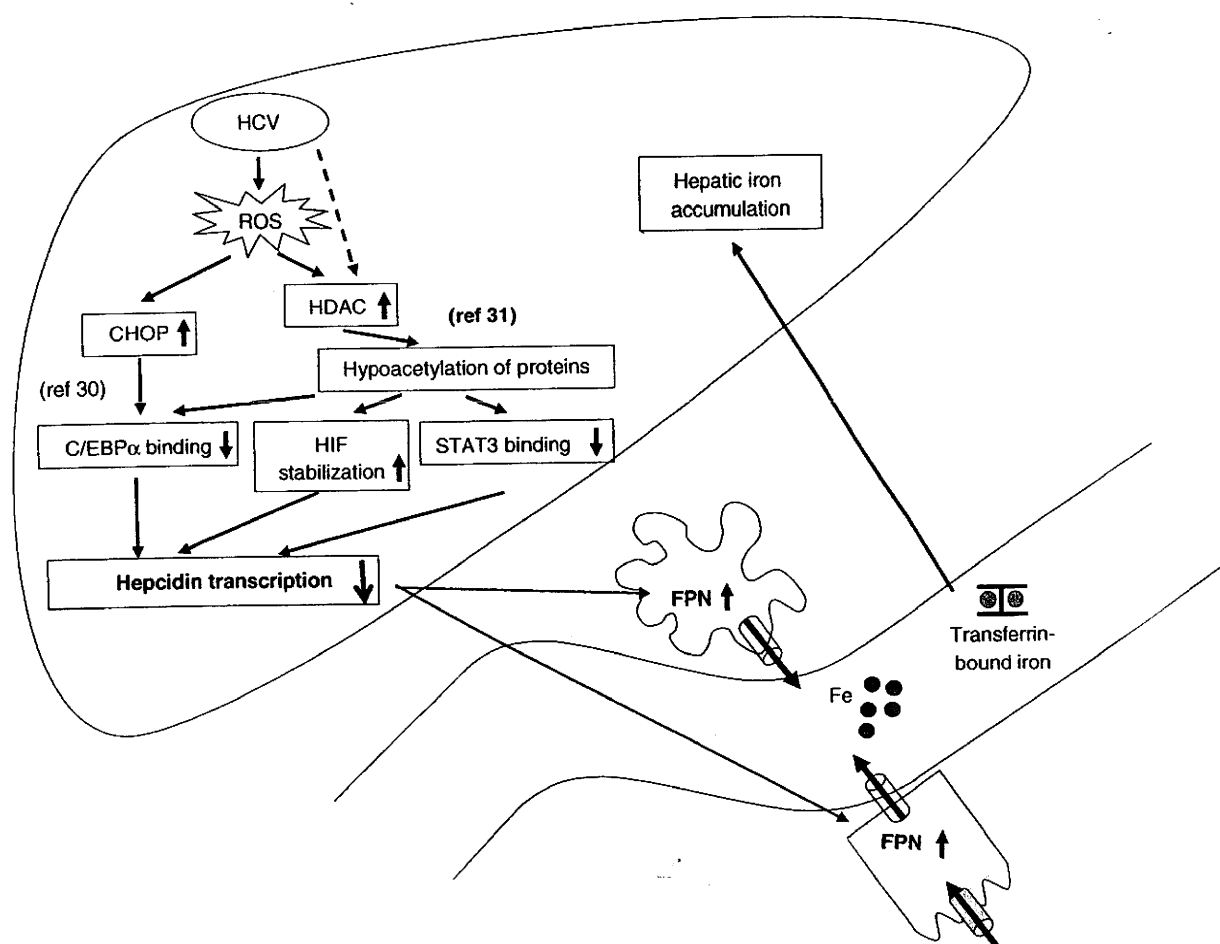 HCV
ROS
HDAC
(ref 31)
CHOP
Hypoacetylation of proteins
(ref 30)
C/EBPα binding
HIF
stabilization
STAT3 binding
Hepcidin transcription
Hepatic iron
accumulation
FPN
Transferrin-
bound iron
Fe
FPN